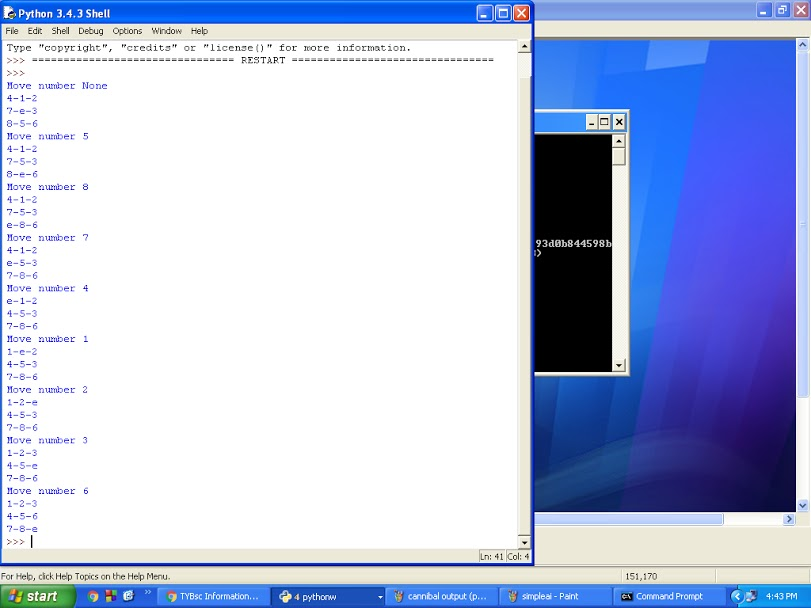 Python 3.4.3 Shell
File Edit Shell Debug Options Window Help
Type "copyright", "credits" or "license()" for more information.
>>> ================================ RESTART ================================
>>>
Move number None
4-1-2
7-e-3
8-5-6
Move number 5
4-1-2
7-5-3
8-e-6
Move number 8
4-1-2
7-5-3
e-8-6
Move number 7
4-1-2
e-5-3
7-8-6
Move number 4
e-1-2
4-5-3
7-8-6
Move number 1
1-e-2
4-5-3
7-8-6
Move number 2
1-2-e
4-5-3
7-8-6
Move number 3
1-2-3
4-5-e
7-8-6
Move number 6
1-2-3
4-5-6
7-8-e
>>>
Ln: 41 Col: 4
93d0b844598b
)
For Help, click Help Topics on the Help Menu.
151,170
start
TYBsc Information...
4 pythonw
cannibal output (p...
simpleai - Paint
Command Prompt
4:43 PM